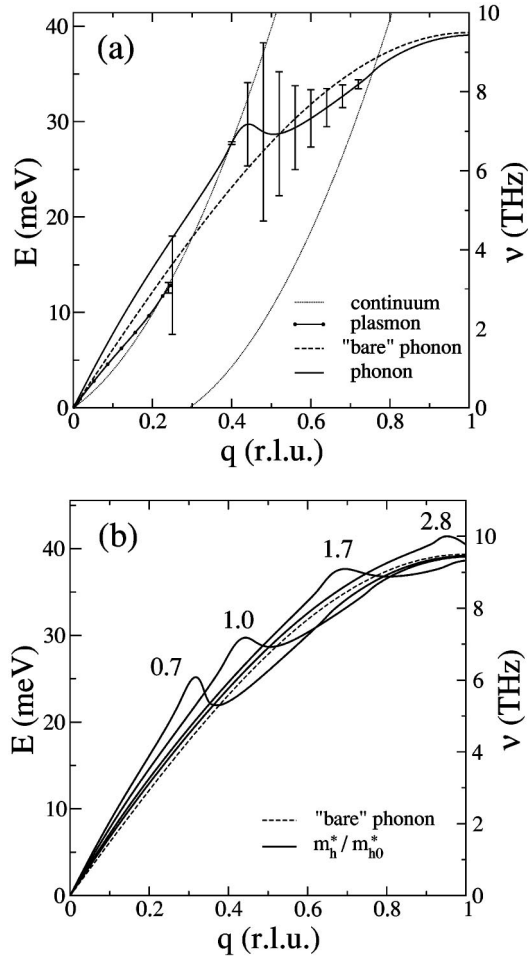 (a)
40
30
20
10
0
E (meV)
10
8
6
4
2
0
ν (THz)
continuum
plasmon
"bare" phonon
phonon
0 0.2 0.4 0.6 0.8 1
q (r.l.u.)
(b)
40
30
20
10
0
E (meV)
0.7
1.0
1.7
2.8
10
8
6
4
2
0
ν (THz)
"bare" phonon
m*h / m*h0
0 0.2 0.4 0.6 0.8 1
q (r.l.u.)